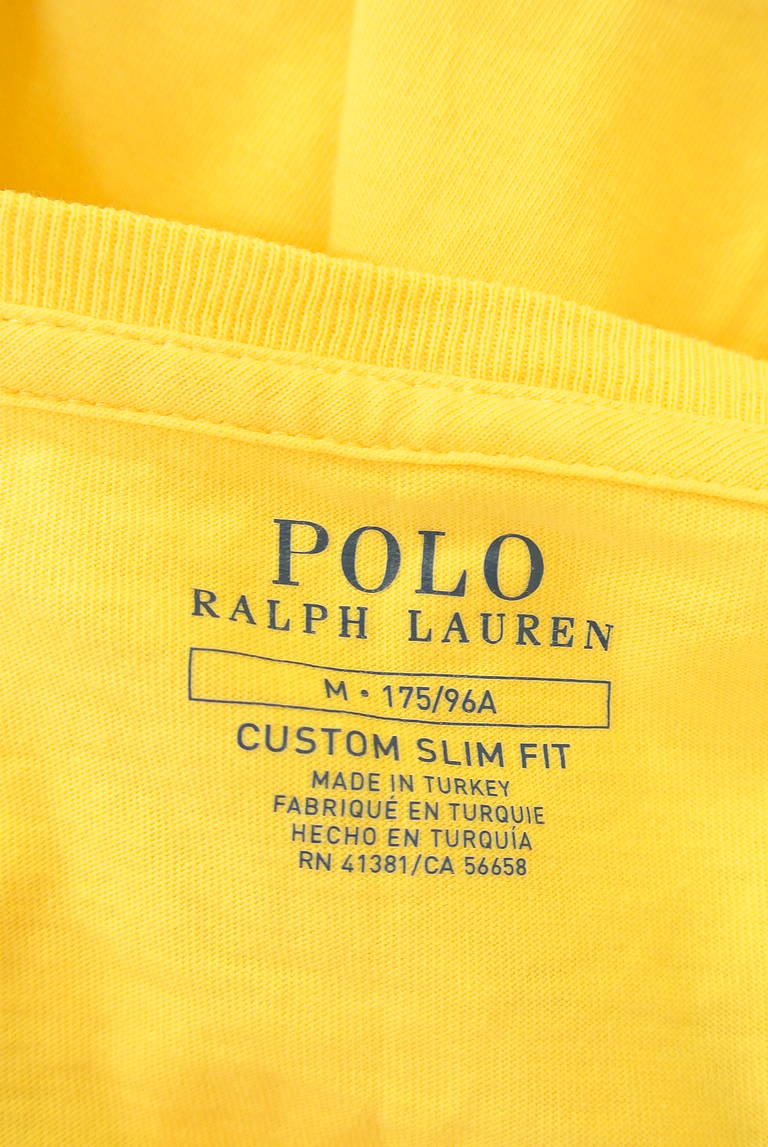 POLO
RALPH LAUREN
M • 175/96A
CUSTOM SLIM FIT
MADE IN TURKEY
FABRIQUÉ EN TURQUIE
HECHO EN TURQUÍA
RN 41381/CA 56658